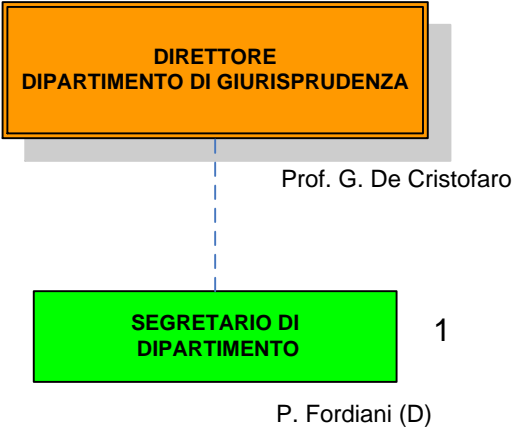 DIRETTORE
DIPARTIMENTO DI GIURISPRUDENZA
Prof. G. De Cristofaro
SEGRETARIO DI
DIPARTIMENTO
1
P. Fordiani (D)